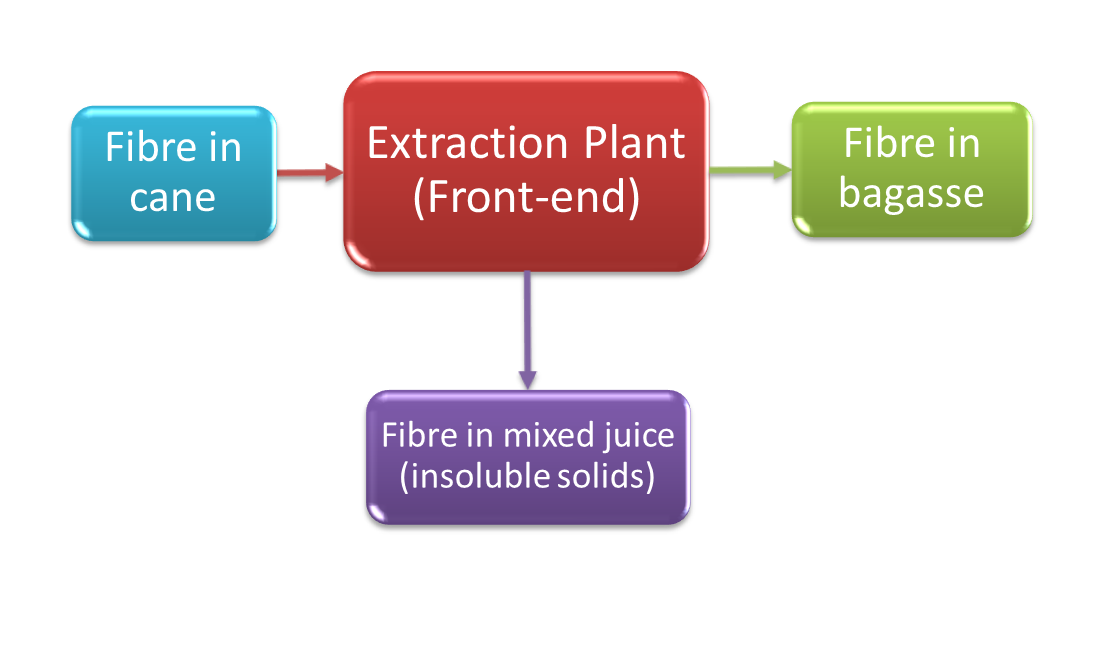 Fibre in
cane
Extraction Plant
(Front-end)
Fibre in
bagasse
Fibre in mixed juice
(insoluble solids)